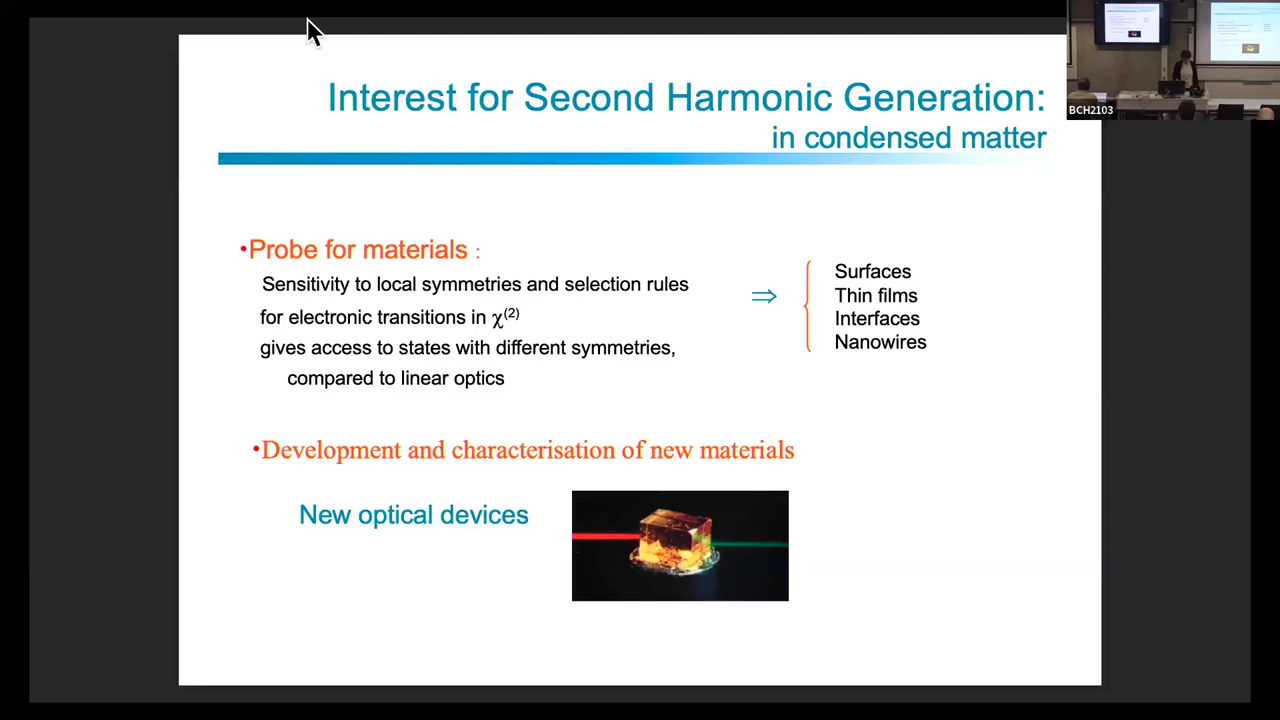 Interest for Second Harmonic Generation:
in condensed matter
BCH2103
•Probe for materials :
Sensitivity to local symmetries and selection rules
for electronic transitions in χ(2)
gives access to states with different symmetries,
compared to linear optics
⇒
Surfaces
Thin films
Interfaces
Nanowires
•Development and characterisation of new materials
New optical devices